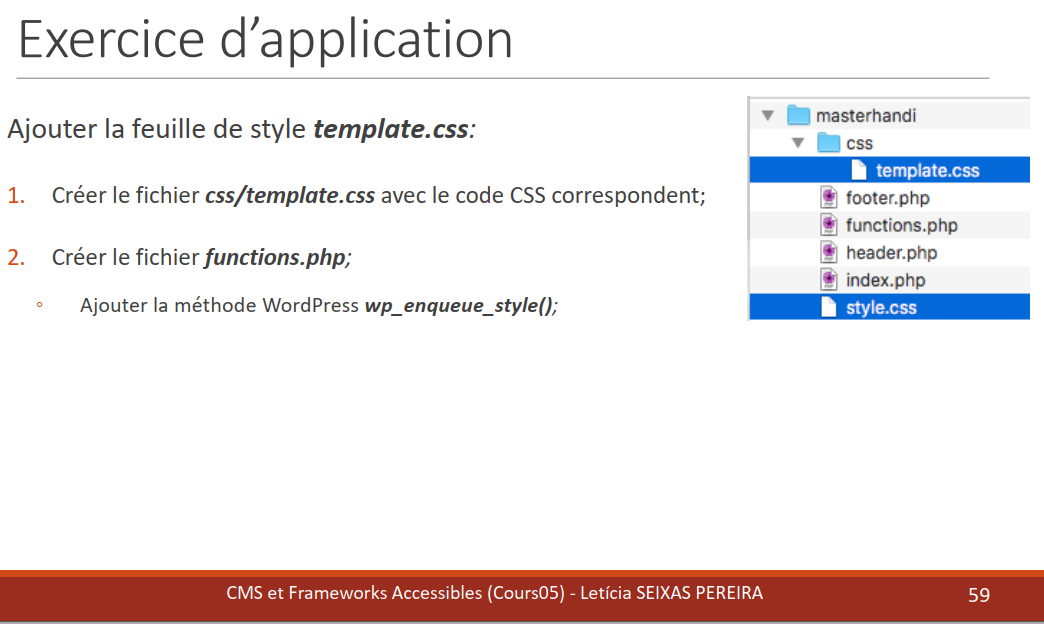 Exercice d’application
Ajouter la feuille de style template.css:
1. Créer le fichier css/template.css avec le code CSS correspondent;
2. Créer le fichier functions.php;
◦ Ajouter la méthode WordPress wp_enqueue_style();
masterhandi
css
template.css
footer.php
functions.php
header.php
index.php
style.css
CMS et Frameworks Accessibles (Cours05) - Letícia SEIXAS PEREIRA
59